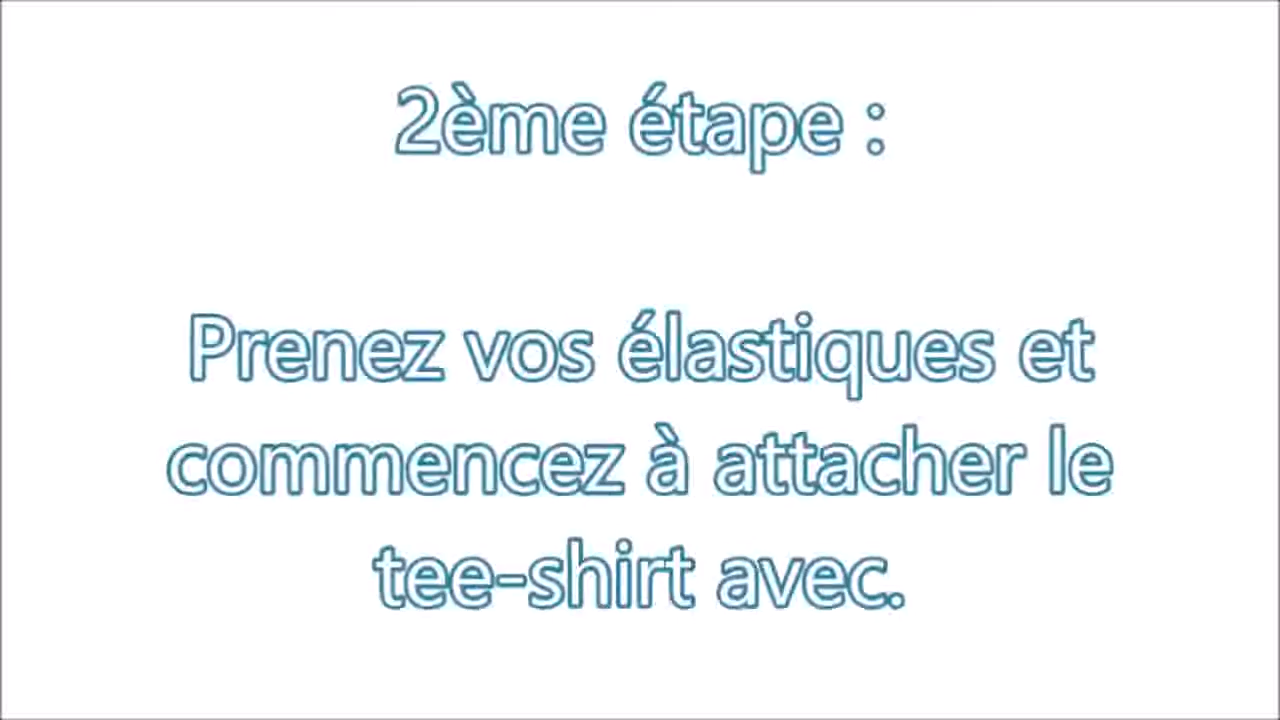 2ème étape :
Prenez vos élastiques et
commencez à attacher le
tee-shirt avec.